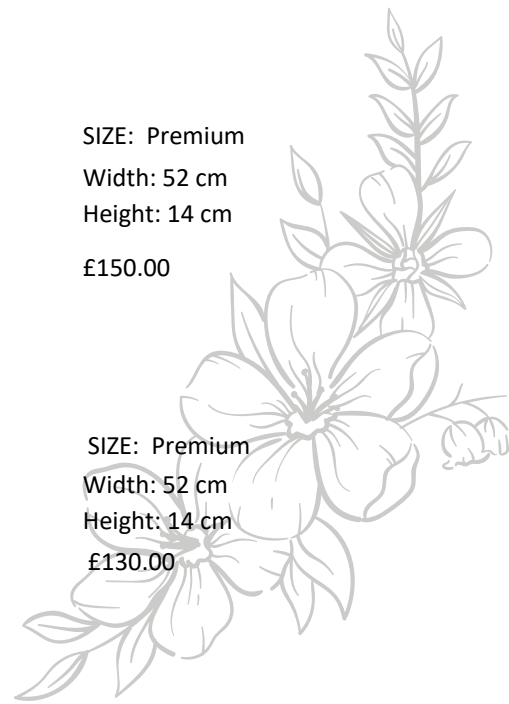 SIZE: Premium
Width: 52 cm
Height: 14 cm
£150.00
SIZE: Premium
Width: 52 cm
Height: 14 cm
£130.00